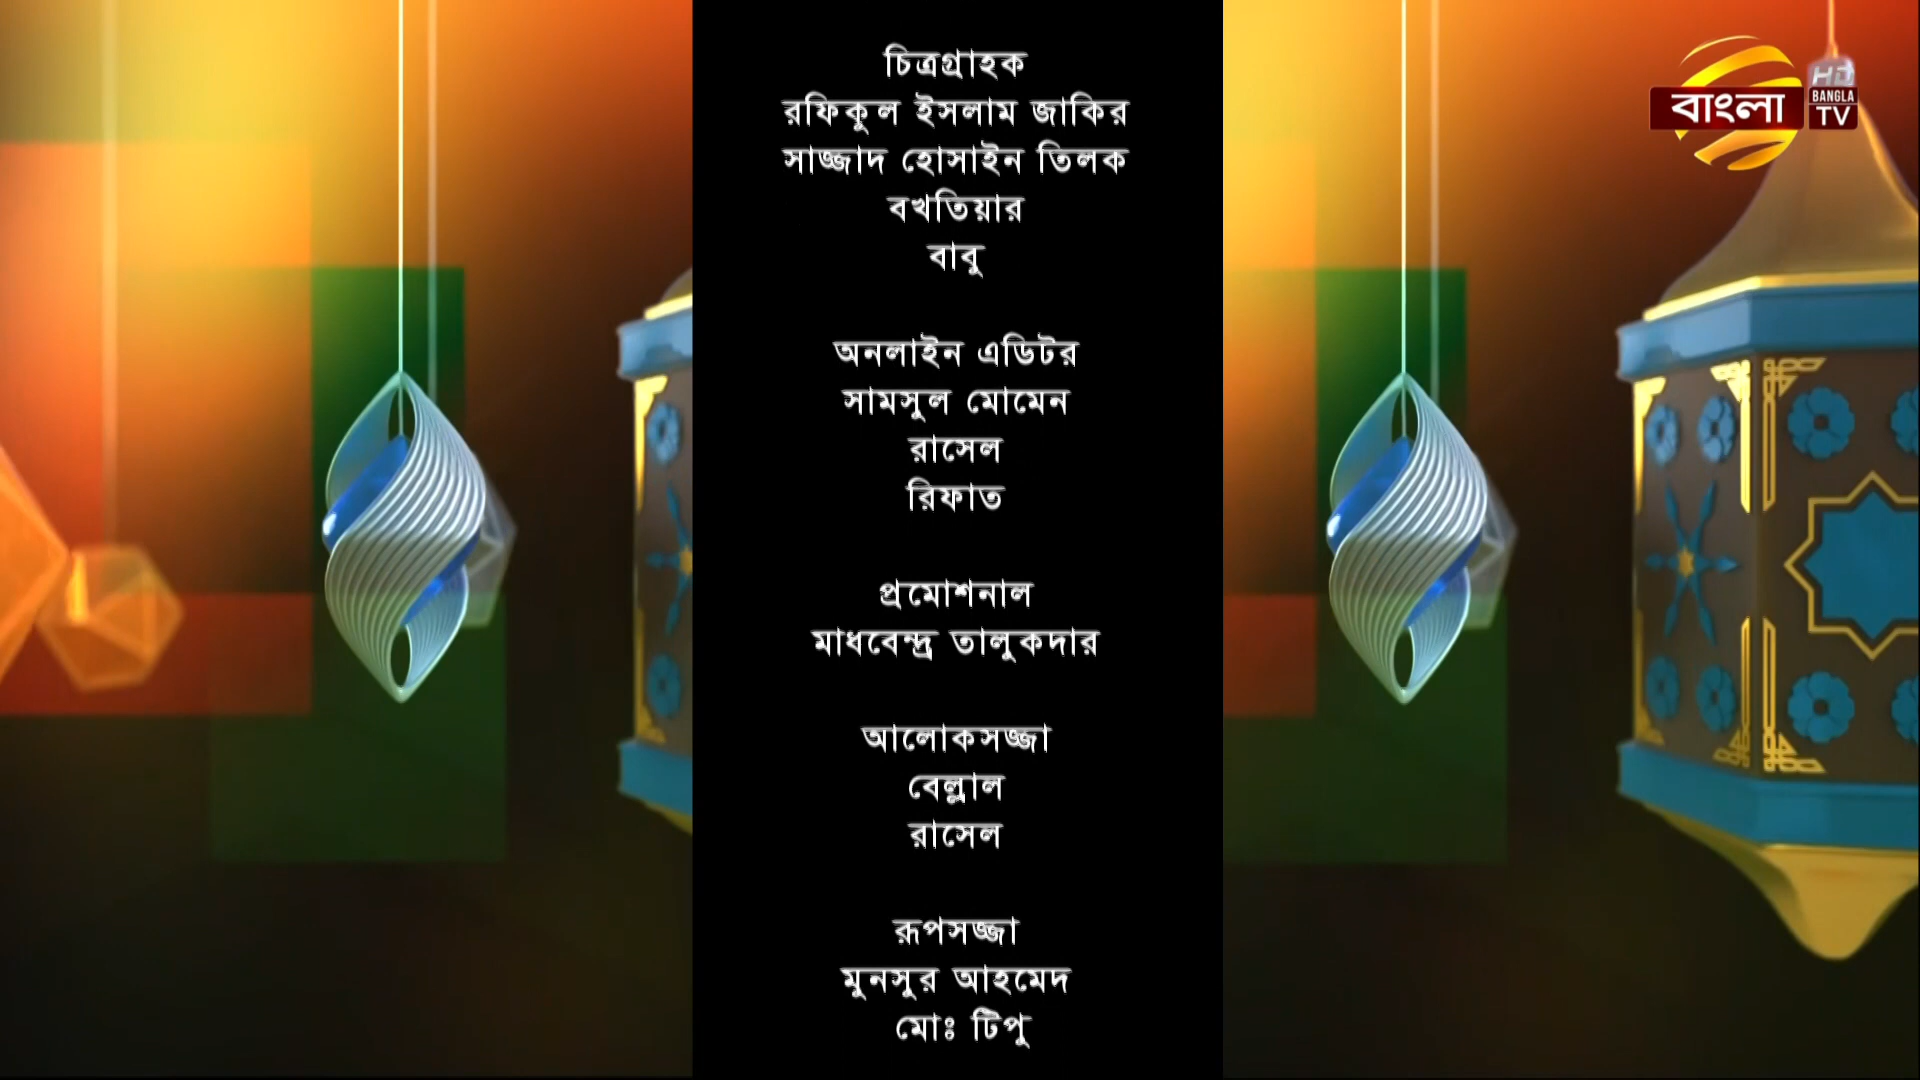 চিত্রগ্রাহক
রফিকুল ইসলাম জাকির
সাজ্জাদ হোসাইন তিলক
বখতিয়ার
বাবু
অনলাইন এডিটর
সামসুল মোমেন
রাসেল
রিফাত
প্রমোশনাল
মাধবেন্দ্র তালুকদার
আলোকসজ্জা
বেল্লাল
রাসেল
রূপসজ্জা
মুনসুর আহমেদ
মোঃ টিপু
HD
বাংলা BANGLA
TV